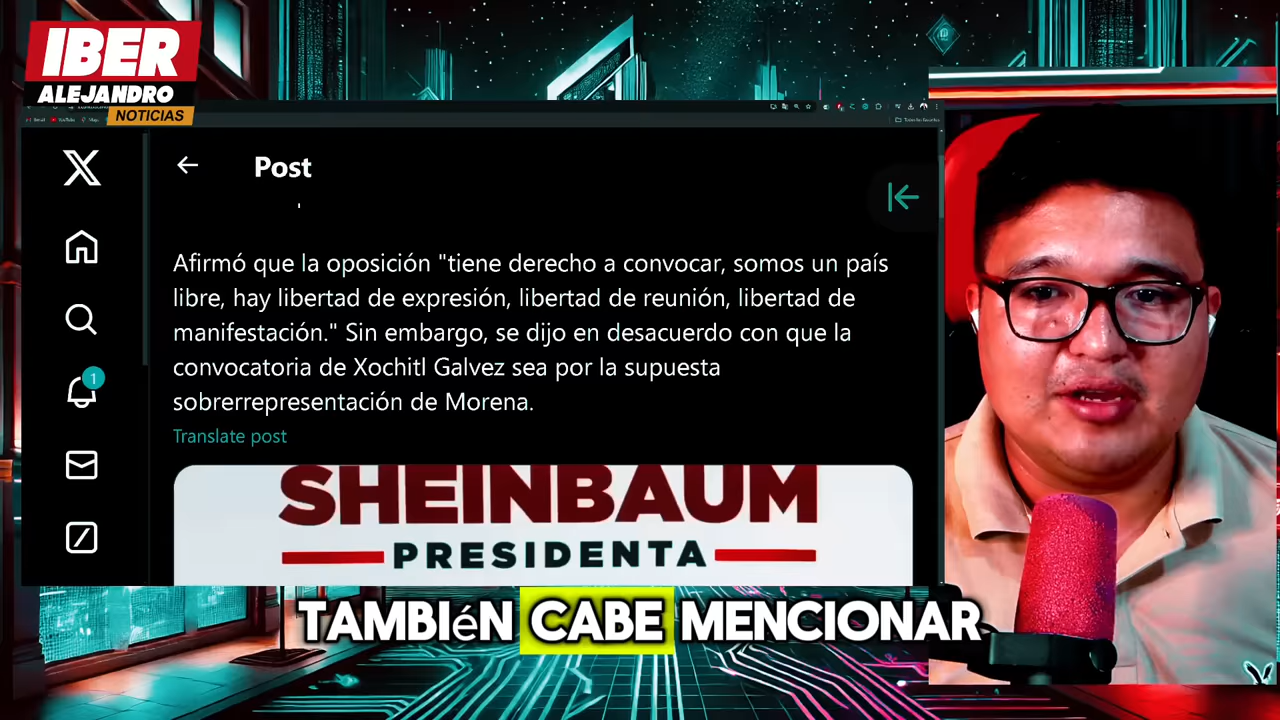 IBER
ALEJANDRO
NOTICIAS
Post
Afirmó que la oposición "tiene derecho a convocar, somos un país
libre, hay libertad de expresión, libertad de reunión, libertad de
manifestación." Sin embargo, se dijo en desacuerdo con que la
convocatoria de Xochitl Galvez sea por la supuesta
sobrerrepresentación de Morena.
Translate post
1
SHEINBAUM
PRESIDENTA
TAMBIéN CABE MENCIONAR